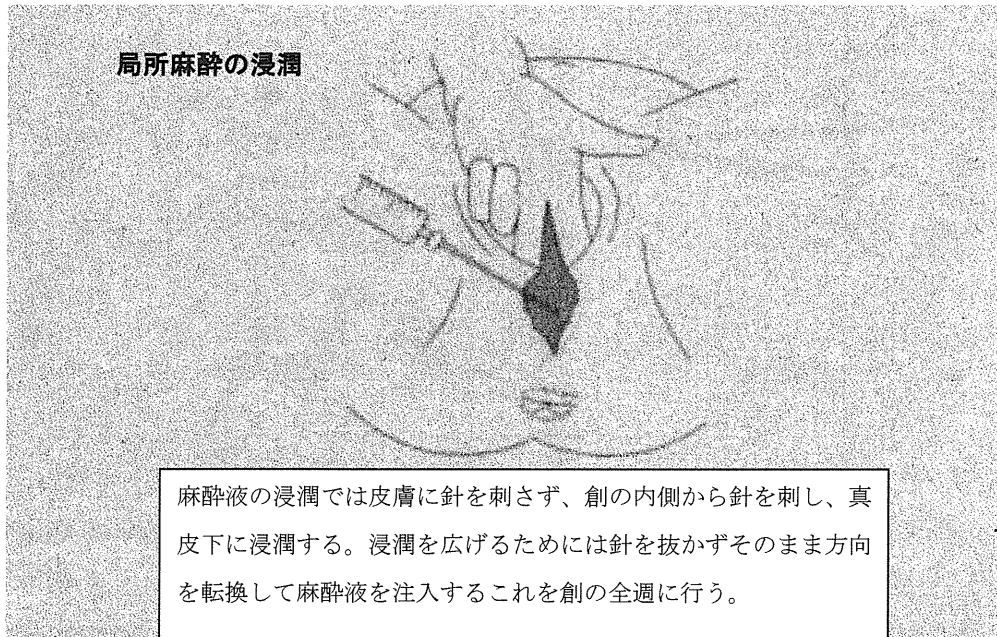 局所麻酔の浸潤
麻酔液の浸潤では皮膚に針を刺さず、創の内側から針を刺し、真
皮下に浸潤する。浸潤を広げるためには針を抜かずそのまま方向
を転換して麻酔液を注入するこれを創の全週に行う。